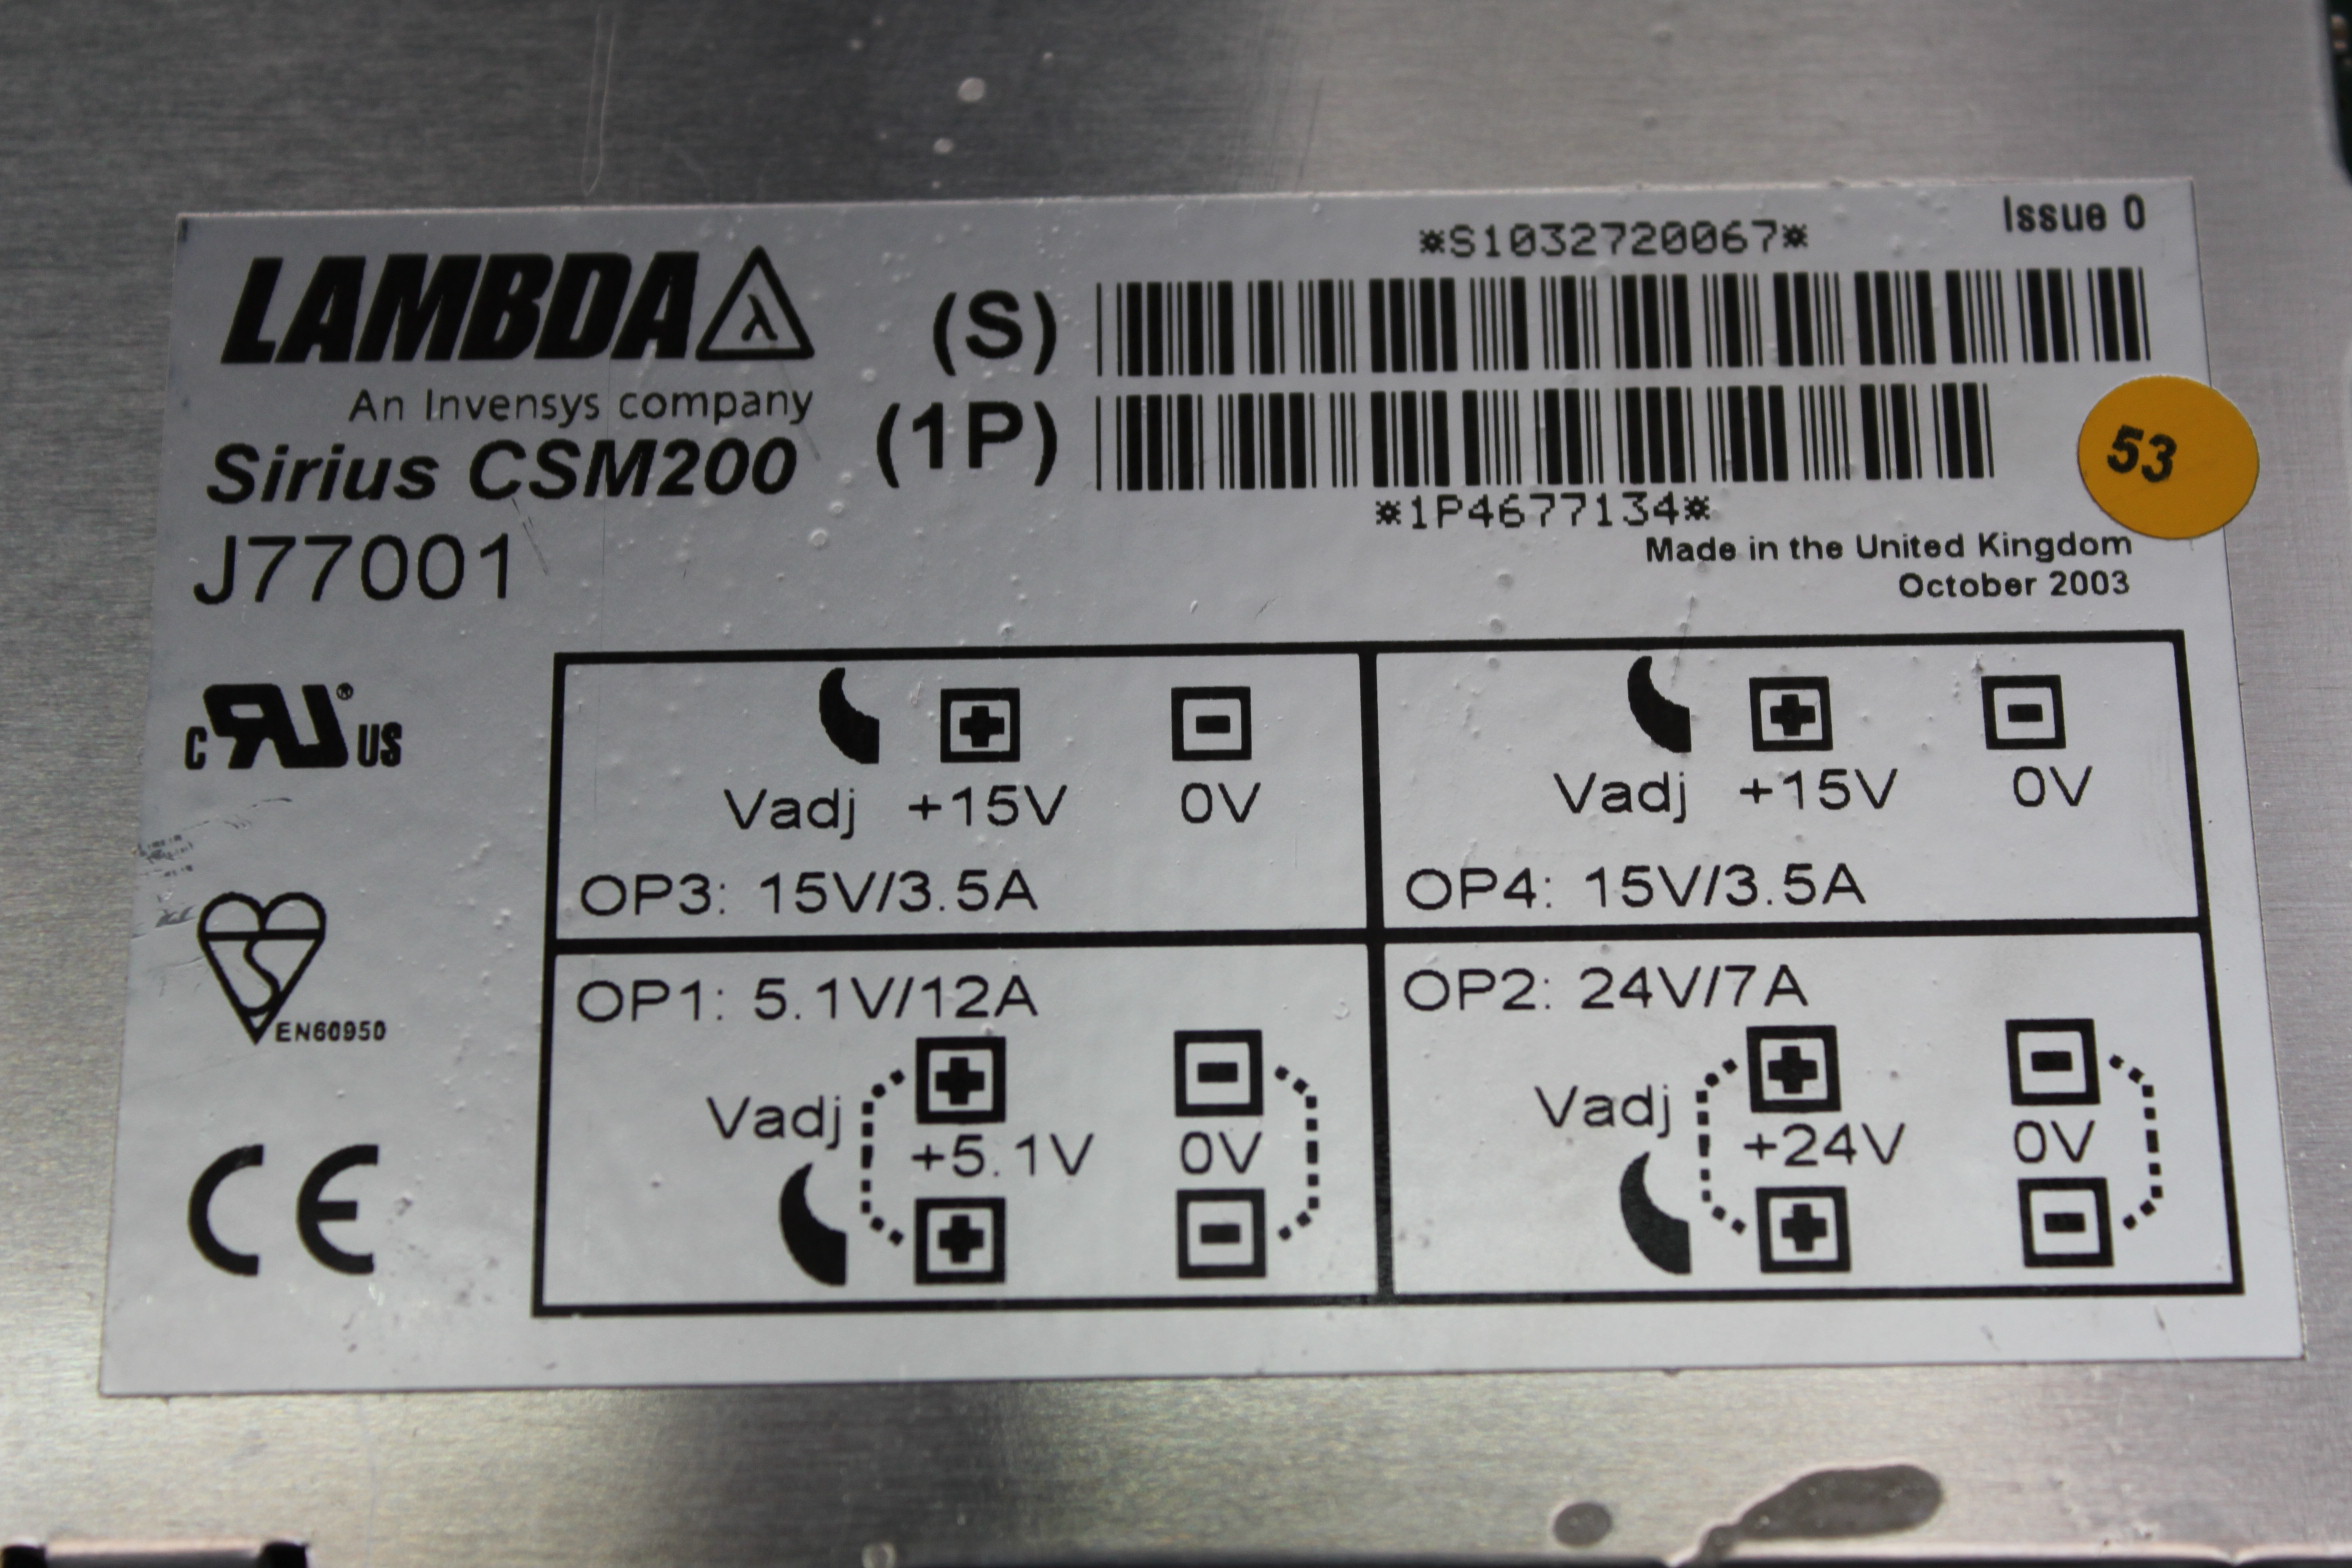 Issue 0
*S1032720067*
LAMBDA λ
(S)
An Invensys company
(1P)
Sirius CSM200
*1P4677134*
53
J77001
Made in the United Kingdom
October 2003
c RU® US
EN60950
CE
Vadj +15V 0V
OP3: 15V/3.5A
Vadj +15V 0V
OP4: 15V/3.5A
OP1: 5.1V/12A
Vadj +5.1V 0V
OP2: 24V/7A
Vadj +24V 0V